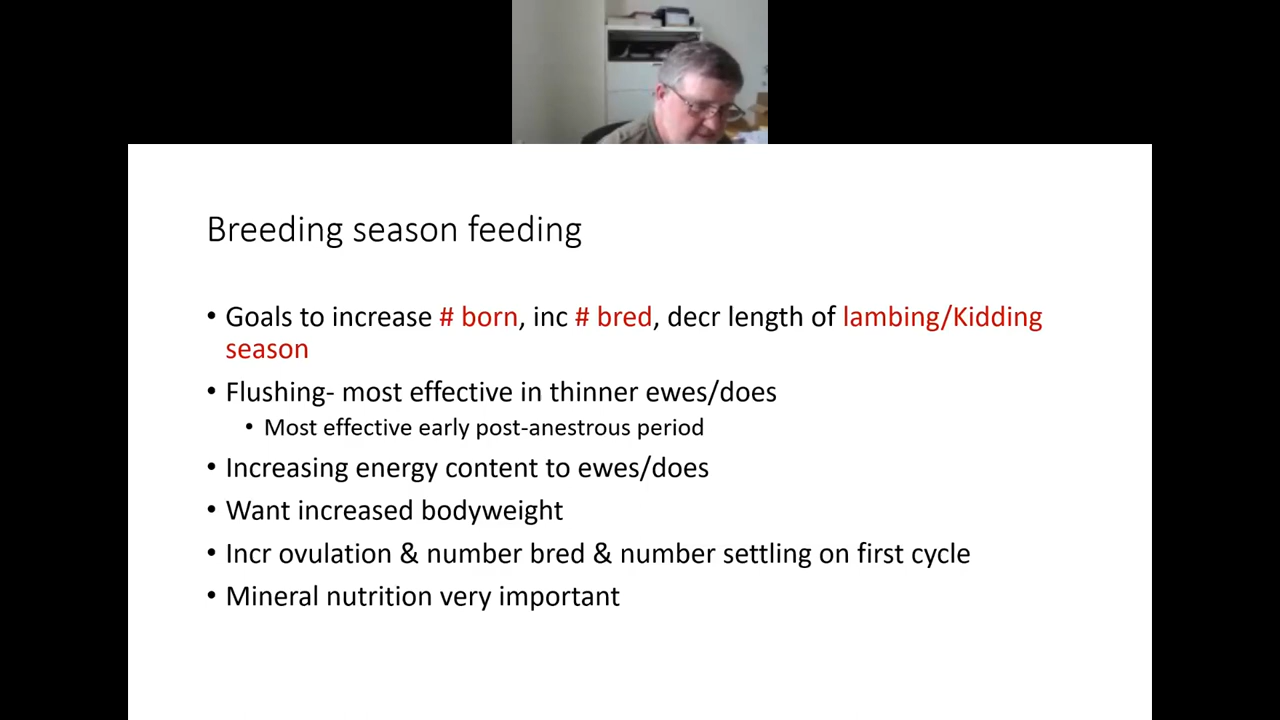 Breeding season feeding
• Goals to increase # born, inc # bred, decr length of lambing/Kidding
season
• Flushing- most effective in thinner ewes/does
• Most effective early post-anestrous period
• Increasing energy content to ewes/does
• Want increased bodyweight
• Incr ovulation & number bred & number settling on first cycle
• Mineral nutrition very important